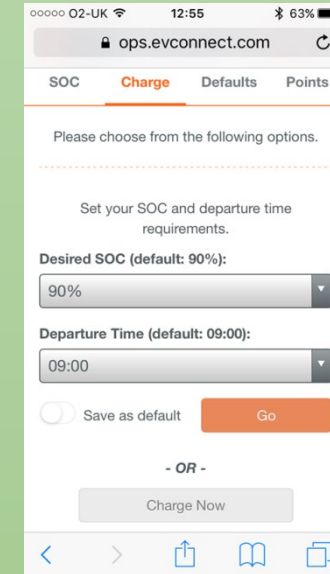 ooooo O2-UK 12:55 63%
ops.evconnect.com
SOC Charge Defaults Points
Please choose from the following options.
Set your SOC and departure time
requirements.
Desired SOC (default: 90%):
90%
Departure Time (default: 09:00):
09:00
Save as default Go
- OR -
Charge Now